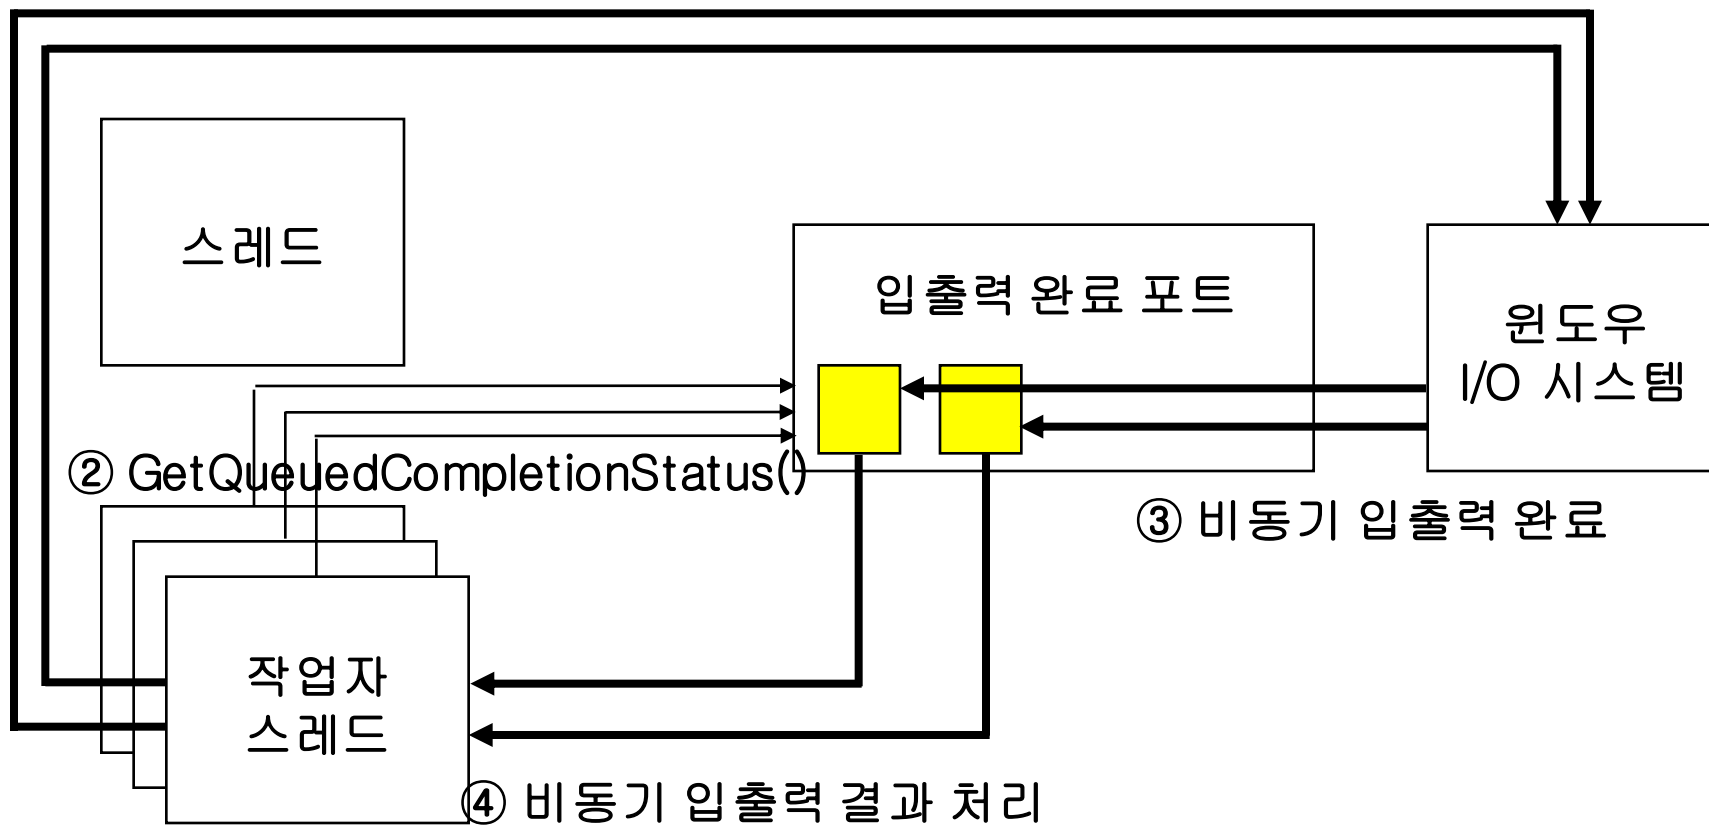 스레드
입출력 완료 포트
윈도우
I/O 시스템
② GetQueuedCompletionStatus()
③ 비동기 입출력 완료
작업자
스레드
④ 비동기 입출력 결과 처리